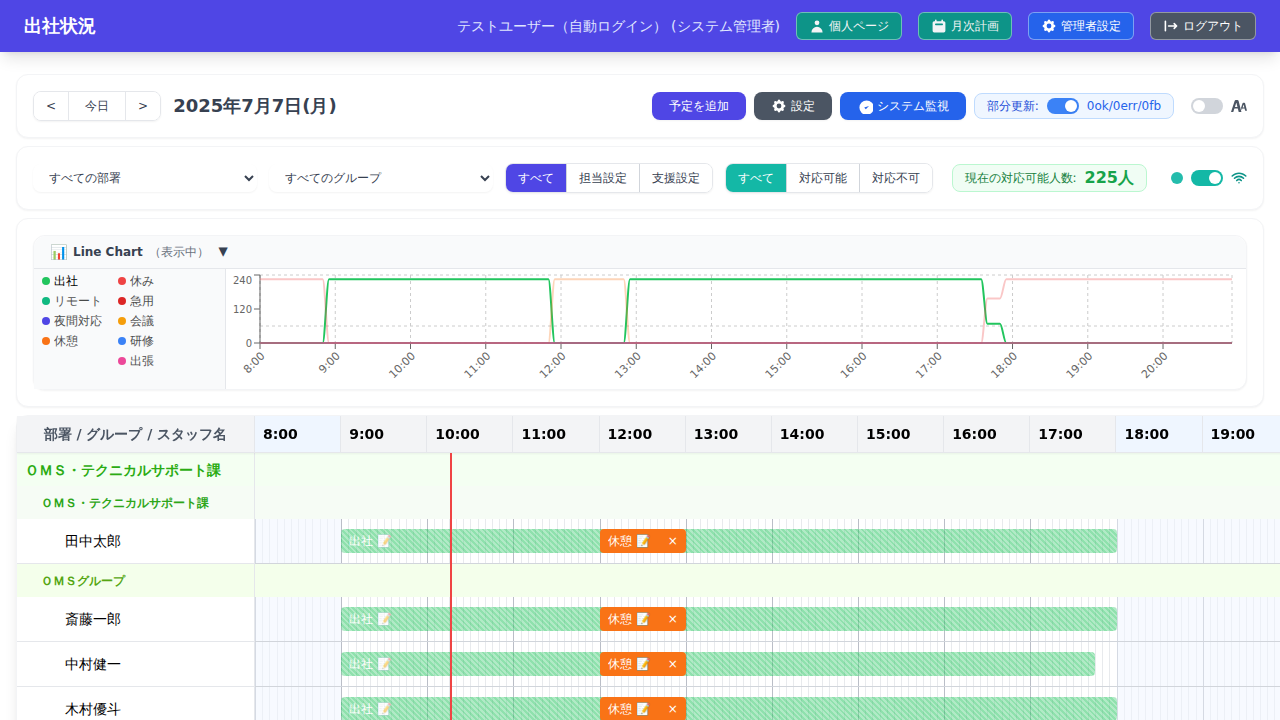 出社状況
テストユーザー（自動ログイン） (システム管理者)
個人ページ
月次計画
管理者設定
ログアウト
<
今日
>
2025年7月7日(月)
予定を追加
設定
システム監視
部分更新: 0ok/0err/0fb
AA
すべての部署
すべてのグループ
すべて 担当設定 支援設定
すべて 対応可能 対応不可
現在の対応可能人数: 225人
Line Chart （表示中） ▼
出社 休み
リモート 急用
夜間対応 会議
休憩 研修
出張
240
120
0
8:00 9:00 10:00 11:00 12:00 13:00 14:00 15:00 16:00 17:00 18:00 19:00 20:00
部署 / グループ / スタッフ名 8:00 9:00 10:00 11:00 12:00 13:00 14:00 15:00 16:00 17:00 18:00 19:00
ＯＭＳ・テクニカルサポート課
ＯＭＳ・テクニカルサポート課
田中太郎 出社 休憩 ×
ＯＭＳグループ
斎藤一郎 出社 休憩 ×
中村健一 出社 休憩 ×
木村優斗 出社 休憩 ×